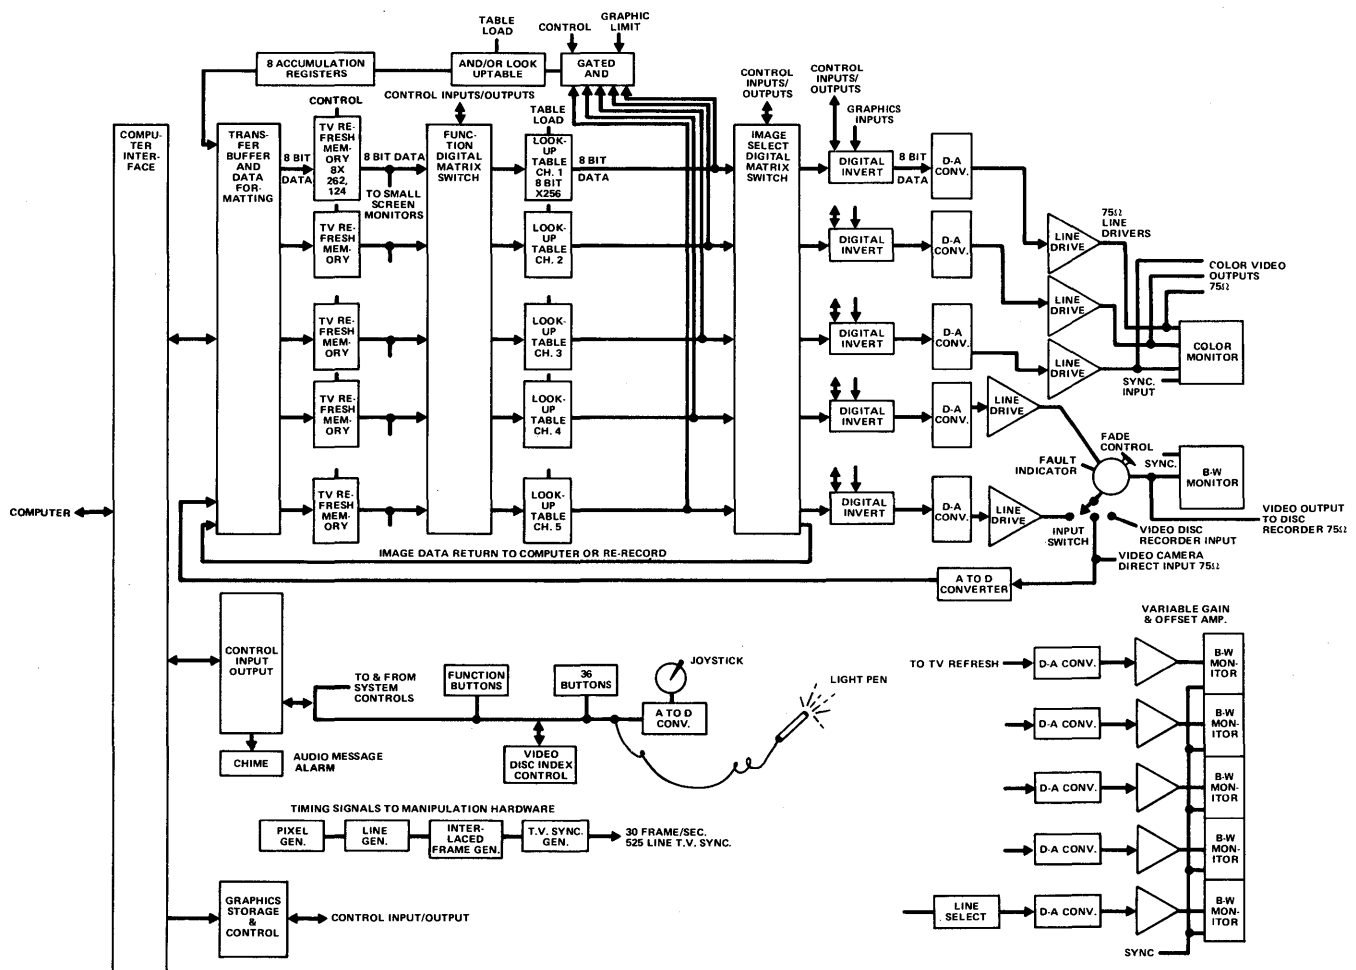 TABLE
LOAD
CONTROL
GRAPHIC
LIMIT
8 ACCUMULATION
REGISTERS
AND/OR LOOK
UPTABLE
GATED
AND
CONTROL
INPUTS/
OUTPUTS
CONTROL
INPUTS/
OUTPUTS
GRAPHICS
INPUTS
CONTROL
CONTROL INPUTS/OUTPUTS
TABLE
LOAD
COMPU-
TER
INTER-
FACE
TRANS-
FER
BUFFER
AND
DATA
FOR-
MATTING
8 BIT
DATA
TV RE-
FRESH
MEM-
ORY
8X
262,
124
8 BIT DATA
TO SMALL
SCREEN
MONITORS
FUNC-
TION
DIGITAL
MATRIX
SWITCH
LOOK-
UP
TABLE
CH. 1
8 BIT
X256
8 BIT
DATA
IMAGE
SELECT
DIGITAL
MATRIX
SWITCH
DIGITAL
INVERT
8 BIT
DATA
D-A
CONV.
TV RE-
FRESH
MEM-
ORY
LOOK-
UP
TABLE
CH. 2
DIGITAL
INVERT
D-A
CONV.
LINE
DRIVE
75Ω
LINE
DRIVERS
COLOR VIDEO
OUTPUTS
75Ω
TV RE-
FRESH
MEM-
ORY
LOOK-
UP
TABLE
CH. 3
DIGITAL
INVERT
D-A
CONV.
LINE
DRIVE
LINE
DRIVE
COLOR
MONITOR
SYNC.
INPUT
TV RE-
FRESH
MEM-
ORY
LOOK-
UP
TABLE
CH. 4
DIGITAL
INVERT
D-A
CONV.
LINE
DRIVE
FADE
CONTROL
FAULT
INDICATOR
SYNC.
B-W
MONITOR
TV RE-
FRESH
MEM-
ORY
LOOK-
UP
TABLE
CH. 5
DIGITAL
INVERT
D-A
CONV.
LINE
DRIVE
INPUT
SWITCH
VIDEO DISC
RECORDER INPUT
VIDEO OUTPUT
TO DISC
RECORDER 75Ω
COMPUTER
IMAGE DATA RETURN TO COMPUTER OR RE-RECORD
VIDEO CAMERA
DIRECT INPUT 75Ω
A TO D
CONVERTER
CONTROL
INPUT
OUTPUT
TO & FROM
SYSTEM
CONTROLS
FUNCTION
BUTTONS
36
BUTTONS
JOYSTICK
A TO D
CONV.
LIGHT PEN
CHIME
AUDIO MESSAGE
ALARM
VIDEO
DISC INDEX
CONTROL
TIMING SIGNALS TO MANIPULATION HARDWARE
PIXEL
GEN.
LINE
GEN.
INTER-
LACED
FRAME GEN.
T.V. SYNC.
GEN.
30 FRAME/SEC.
525 LINE T.V. SYNC.
GRAPHICS
STORAGE
&
CONTROL
CONTROL INPUT/OUTPUT
VARIABLE GAIN
& OFFSET AMP.
TO TV REFRESH
D-A CONV.
B-W
MON-
ITOR
D-A CONV.
B-W
MON-
ITOR
D-A CONV.
B-W
MON-
ITOR
D-A CONV.
B-W
MON-
ITOR
LINE
SELECT
D-A CONV.
B-W
MON-
ITOR
SYNC